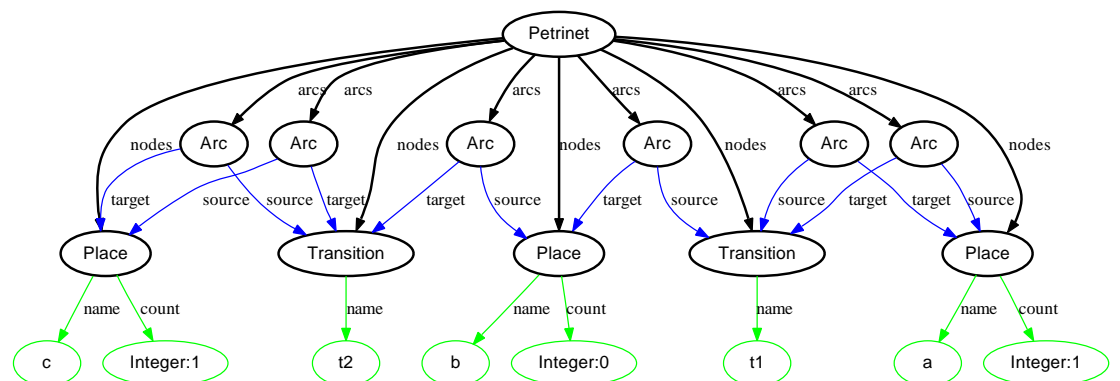 Petrinet
arcs arcs arcs arcs arcs arcs
Arc Arc Arc Arc Arc Arc
nodes nodes nodes nodes nodes
target source source target target source target source source target target source
Place Transition Place Transition Place
name count name name count name name count
c Integer:1 t2 b Integer:0 t1 a Integer:1